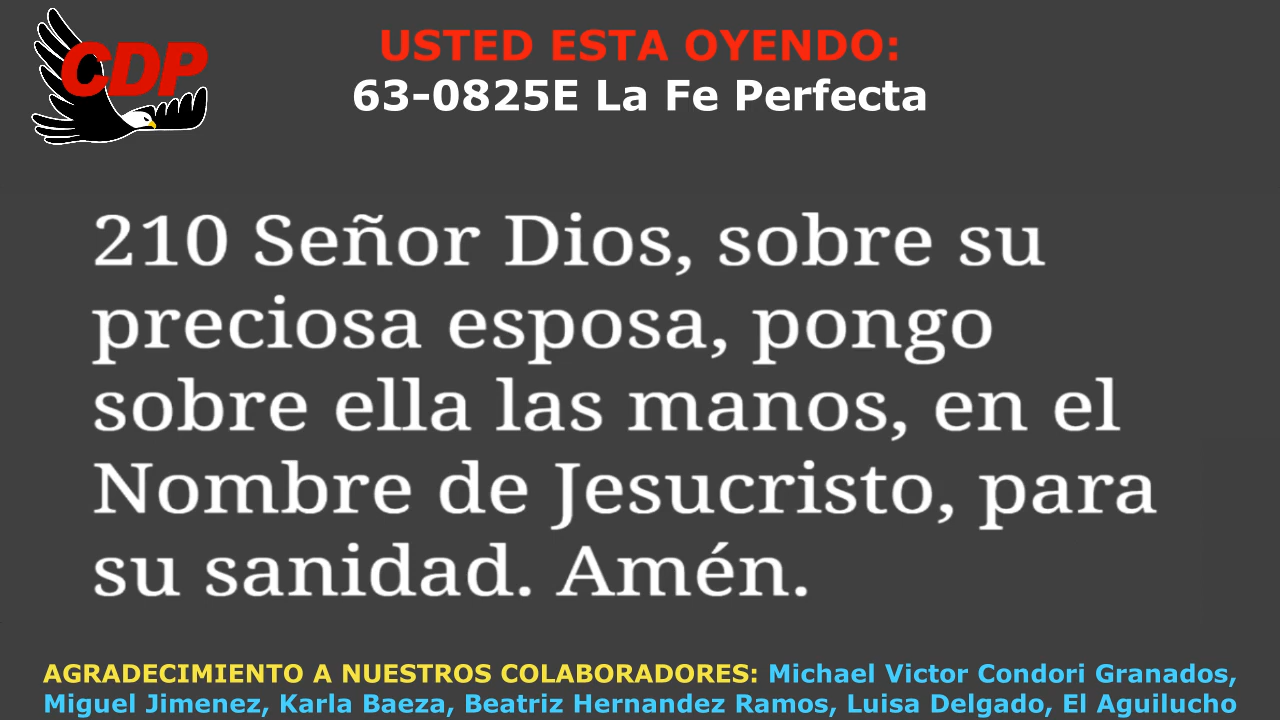 CDP
USTED ESTA OYENDO:
63-0825E La Fe Perfecta
210 Señor Dios, sobre su
preciosa esposa, pongo
sobre ella las manos, en el
Nombre de Jesucristo, para
su sanidad. Amén.
AGRADECIMIENTO A NUESTROS COLABORADORES: Michael Victor Condori Granados,
Miguel Jimenez, Karla Baeza, Beatriz Hernandez Ramos, Luisa Delgado, El Aguilucho